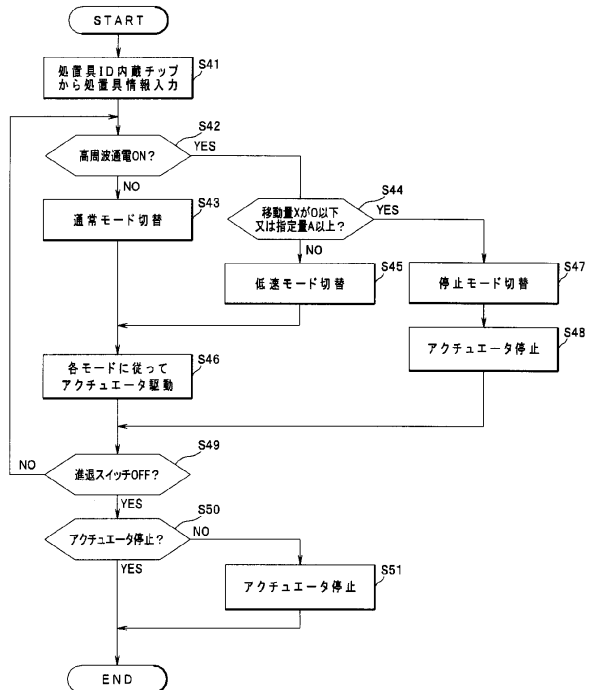 START
S41
処置具ID内蔵チップ
から処置具情報入力
S42
高周波通電ON?
YES
NO
S43
通常モード切替
S44
移動量Xが0以下
又は指定量A以上?
YES
NO
S45
低速モード切替
S47
停止モード切替
S48
アクチュエータ停止
S46
各モードに従って
アクチュエータ駆動
S49
進退スイッチOFF?
NO
YES
S50
アクチュエータ停止?
NO
YES
S51
アクチュエータ停止
END